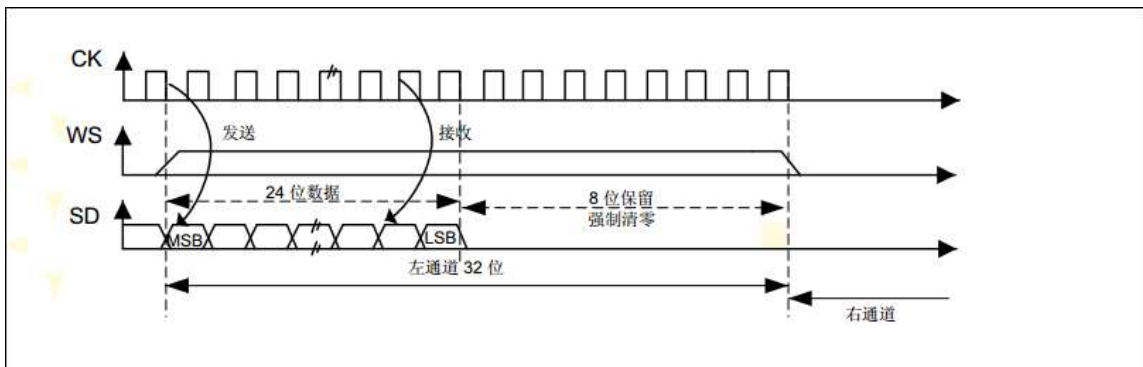 CK
WS
发送
接收
24 位数据
8 位保留
强制清零
SD
MSB
LSB
左通道 32 位
右通道